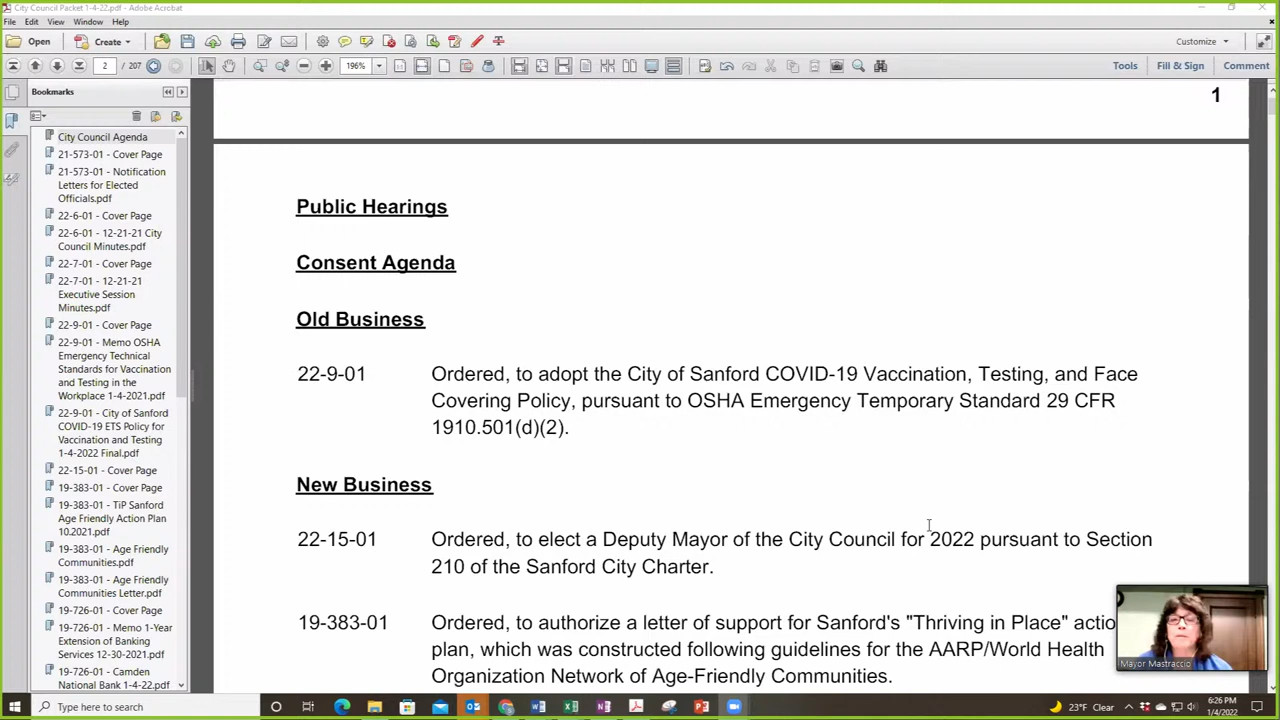 City Council Packet 1-4-22.pdf - Adobe Acrobat
File Edit View Window Help
Open Create Customize
2 / 207 196% Tools Fill & Sign Comment
Bookmarks
City Council Agenda
21-573-01 - Cover Page
21-573-01 - Notification
Letters for Elected
Officials.pdf
22-6-01 - Cover Page
22-6-01 - 12-21-21 City
Council Minutes.pdf
22-7-01 - Cover Page
22-7-01 - 12-21-21
Executive Session
Minutes.pdf
22-9-01 - Cover Page
22-9-01 - Memo OSHA
Emergency Technical
Standards for Vaccination
and Testing in the
Workplace 1-4-2022.pdf
22-9-01 - City of Sanford
COVID-19 ETS Policy for
Vaccination and Testing
1-4-2022 Final.pdf
22-15-01 - Cover Page
19-383-01 - Cover Page
19-383-01 - TiP Sanford
Age Friendly Action Plan
10.2021.pdf
19-383-01 - Age Friendly
Communities.pdf
19-383-01 - Age Friendly
Communities Letter.pdf
19-726-01 - Cover Page
19-726-01 - Memo 1-Year
Extension of Banking
Services 12-30-2021.pdf
19-726-01 - Camden
National Bank 1-4-22.pdf
1
Public Hearings
Consent Agenda
Old Business
22-9-01 Ordered, to adopt the City of Sanford COVID-19 Vaccination, Testing, and Face
Covering Policy, pursuant to OSHA Emergency Temporary Standard 29 CFR
1910.501(d)(2).
New Business
22-15-01 Ordered, to elect a Deputy Mayor of the City Council for 2022 pursuant to Section
210 of the Sanford City Charter.
19-383-01 Ordered, to authorize a letter of support for Sanford's "Thriving in Place" actio
plan, which was constructed following guidelines for the AARP/World Health
Organization Network of Age-Friendly Communities.
Mayor Mastraccio
Type here to search
23°F Clear
6:26 PM
1/4/2022